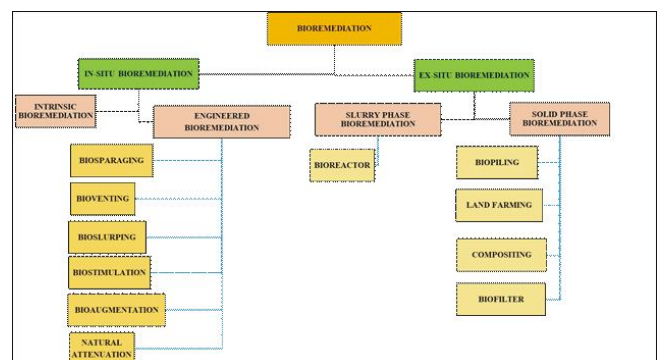 BIOREMEDIATION
IN-SITU BIOREMEDIATION
EX-SITU BIOREMEDIATION
INTRINSIC
BIOREMEDIATION
ENGINEERED
BIOREMEDIATION
SLURRY PHASE
BIOREMEDIATION
SOLID PHASE
BIOREMEDIATION
BIOSPARAGING
BIOVENTING
BIOSLURPING
BIOSTIMULATION
BIOAUGMENTATION
NATURAL
ATTENUATION
BIOREACTOR
BIOPILING
LAND FARMING
COMPOSITING
BIOFILTER